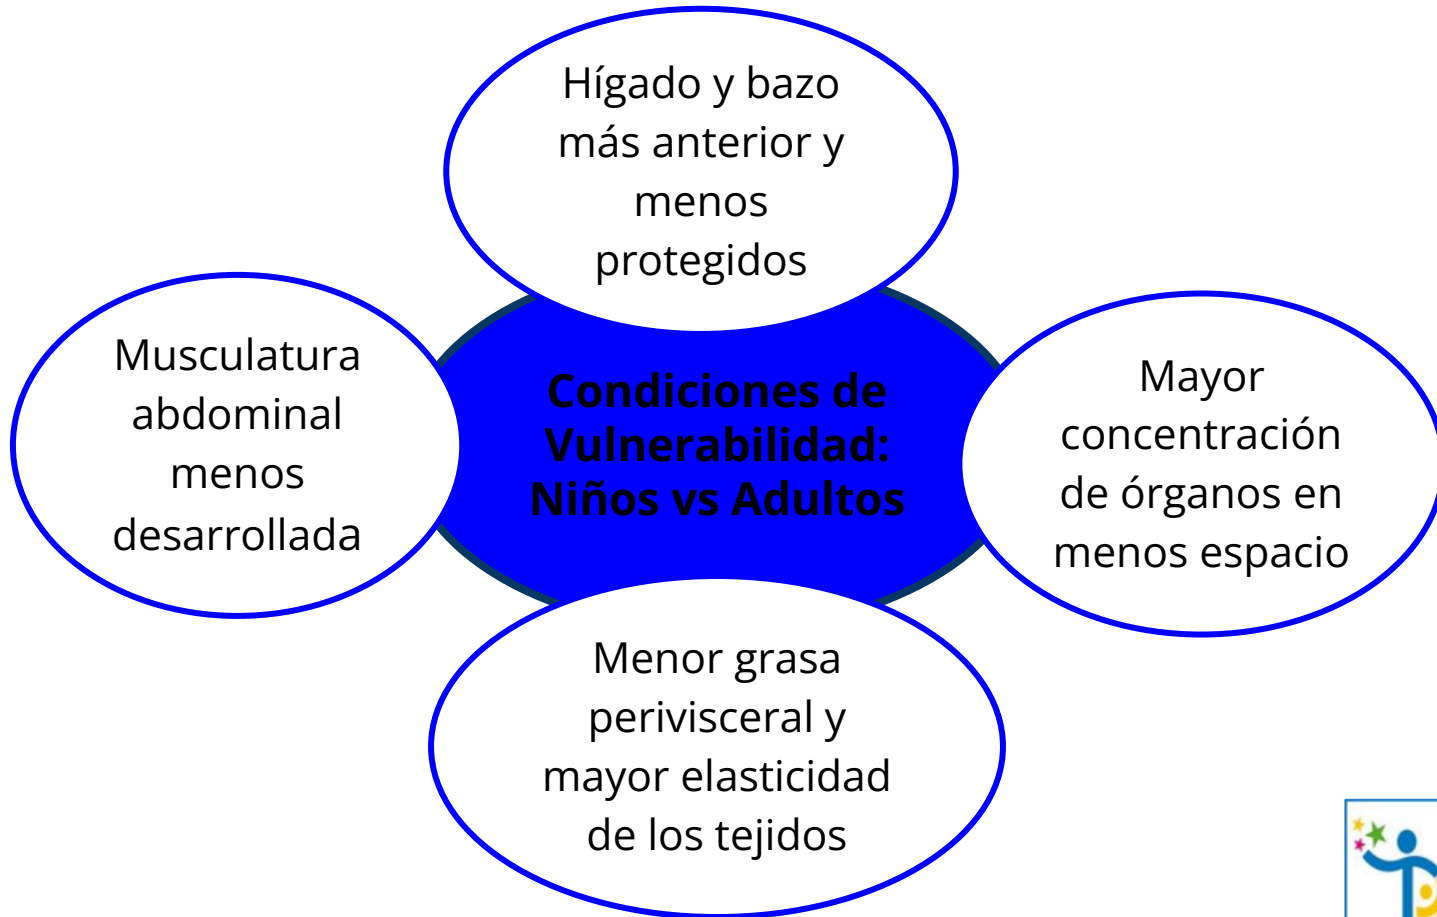 Hígado y bazo
más anterior y
menos
protegidos
Musculatura
abdominal
menos
desarrollada
Condiciones de
Vulnerabilidad:
Niños vs Adultos
Mayor
concentración
de órganos en
menos espacio
Menor grasa
perivisceral y
mayor elasticidad
de los tejidos